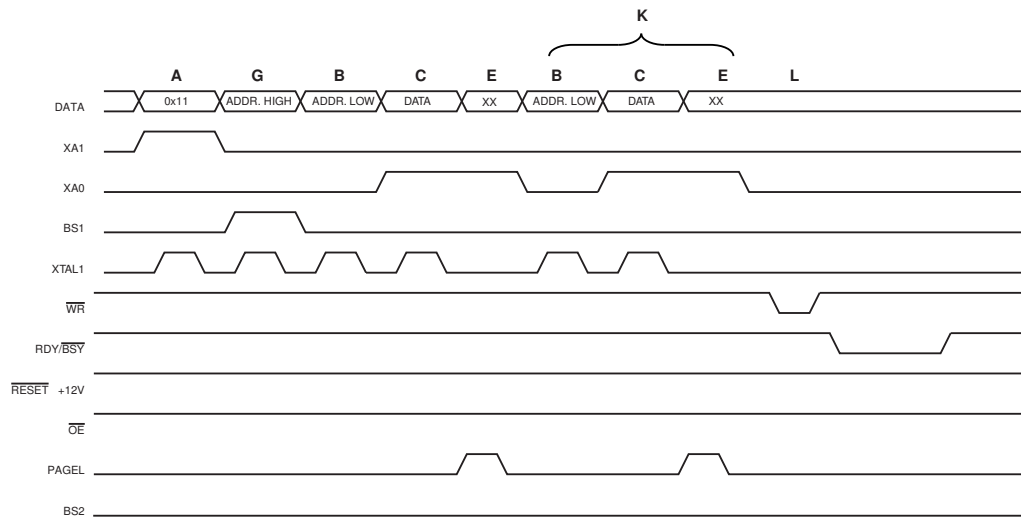 K
A G B C E B C E L
DATA 0x11 ADDR. HIGH ADDR. LOW DATA XX ADDR. LOW DATA XX
XA1
XA0
BS1
XTAL1
WR
RDY/BSY
RESET +12V
OE
PAGEL
BS2